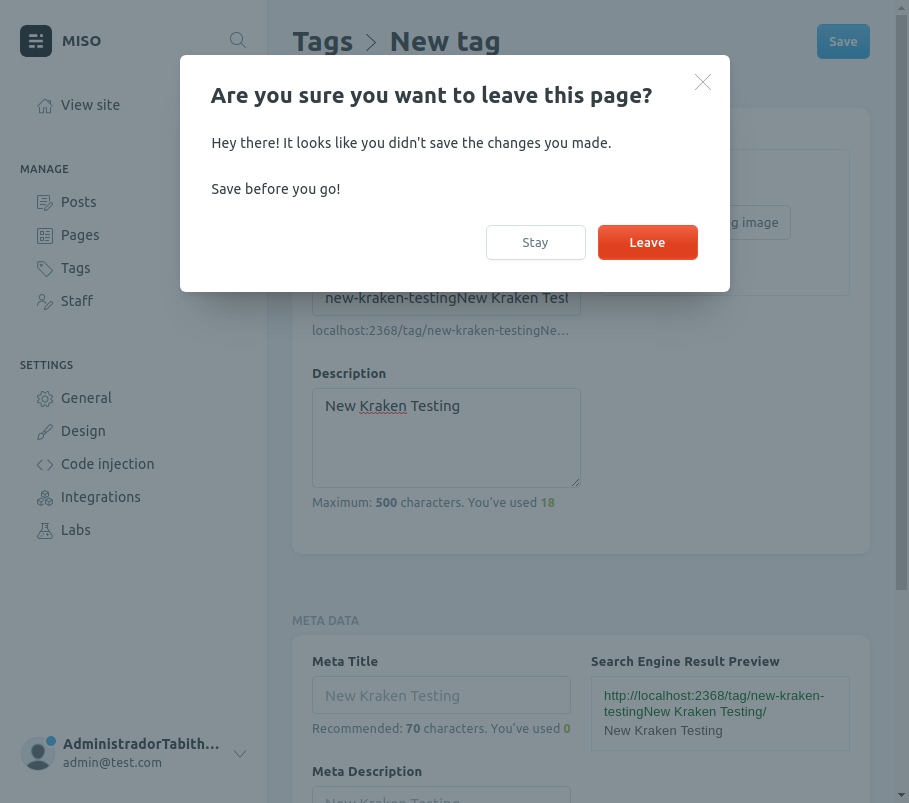 MISO
Tags > New tag
Save
Are you sure you want to leave this page?
View site
Hey there! It looks like you didn't save the changes you made.
MANAGE
Save before you go!
Posts
Pages
g image
Stay
Leave
Tags
Staff
new-kraken-testingNew Kraken Test
localhost:2368/tag/new-kraken-testingNe...
SETTINGS
General
Design
Code injection
Integrations
Labs
Description
New Kraken Testing
Maximum: 500 characters. You've used 18
META DATA
Meta Title
New Kraken Testing
Recommended: 70 characters. You've used 0
Search Engine Result Preview
http://localhost:2368/tag/new-kraken-
testingNew Kraken Testing/
New Kraken Testing
Meta Description
New Kraken Testing
AdministradorTabith...
admin@test.com